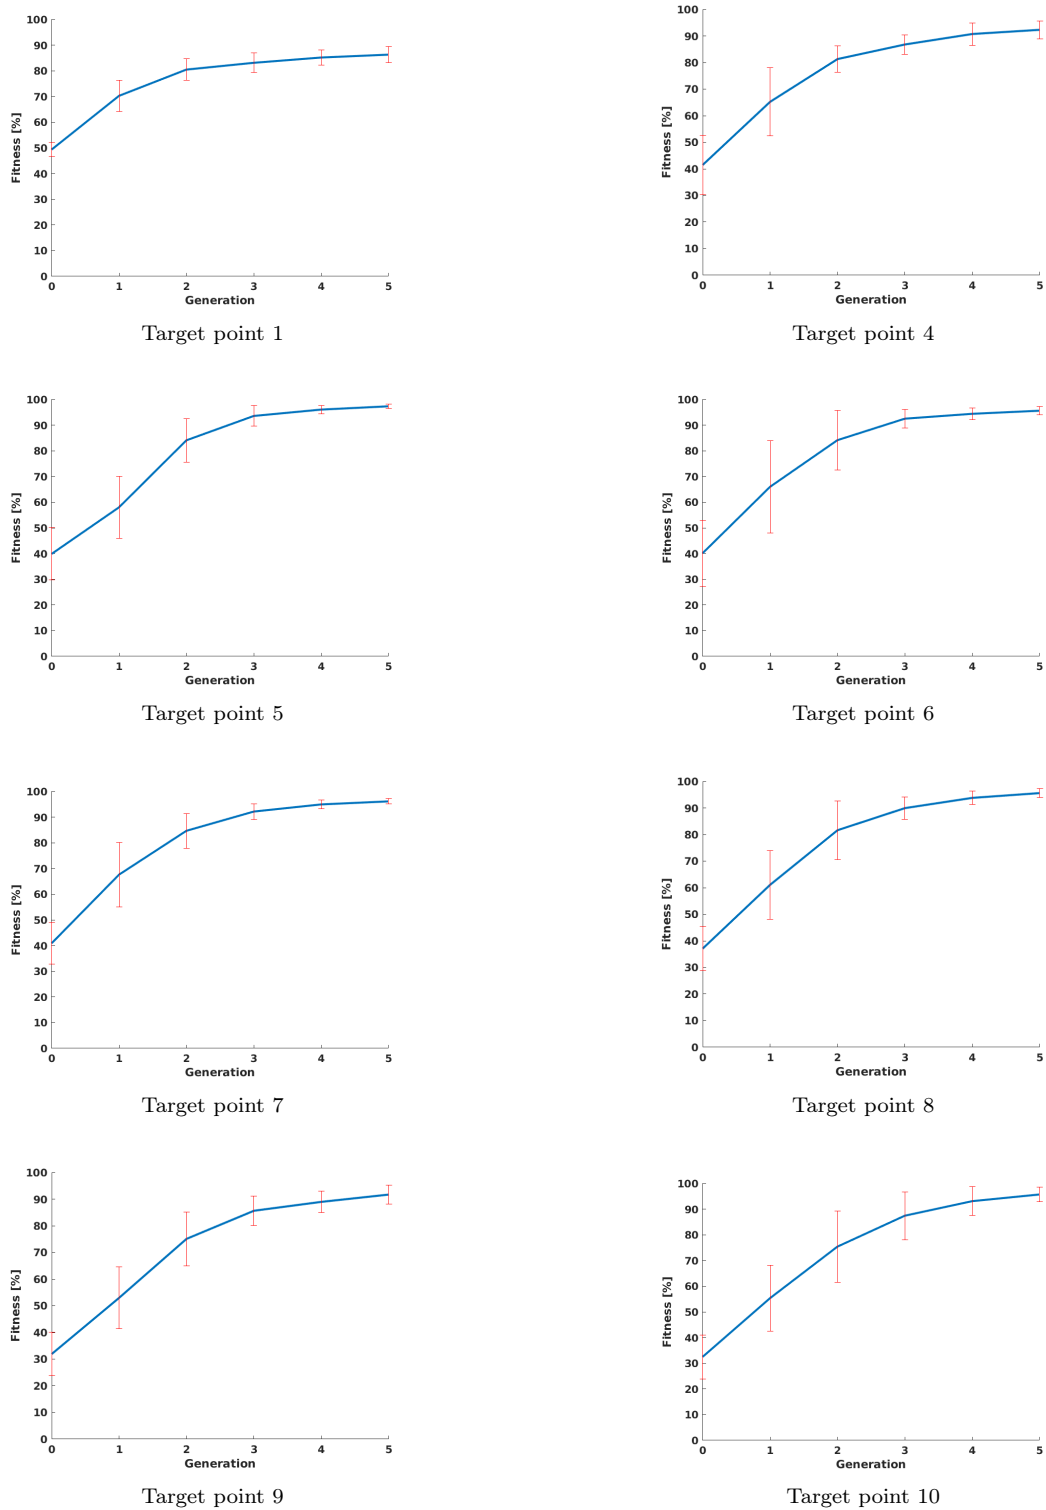 100
90
80
70
60
50
40
30
20
10
0
Fitness [%]
0 1 2 3 4 5
Generation
Target point 1
100
90
80
70
60
50
40
30
20
10
0
Fitness [%]
0 1 2 3 4 5
Generation
Target point 4
100
90
80
70
60
50
40
30
20
10
0
Fitness [%]
0 1 2 3 4 5
Generation
Target point 5
100
90
80
70
60
50
40
30
20
10
0
Fitness [%]
0 1 2 3 4 5
Generation
Target point 6
100
90
80
70
60
50
40
30
20
10
0
Fitness [%]
0 1 2 3 4 5
Generation
Target point 7
100
90
80
70
60
50
40
30
20
10
0
Fitness [%]
0 1 2 3 4 5
Generation
Target point 8
100
90
80
70
60
50
40
30
20
10
0
Fitness [%]
0 1 2 3 4 5
Generation
Target point 9
100
90
80
70
60
50
40
30
20
10
0
Fitness [%]
0 1 2 3 4 5
Generation
Target point 10